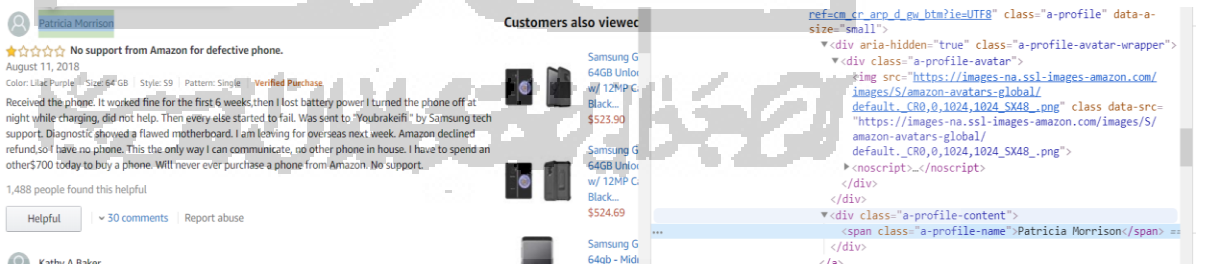 Patricia Morrison
No support from Amazon for defective phone.
August 11, 2018
Color: Lilac Purple Size: 64 GB Style: S9 Pattern: Single Verified Purchase
Received the phone. It worked fine for the first 6 weeks,then I lost battery power I turned the phone off at
night while charging, did not help. Then every else started to fail. Was sent to "Youbrakeifi " by Samsung tech
support. Diagnostic showed a flawed motherboard. I am leaving for overseas next week. Amazon declined
refund,so I have no phone. This the only way I can communicate, no other phone in house. I have to spend an
other$700 today to buy a phone. Will never ever purchase a phone from Amazon. No support.
1,488 people found this helpful
Helpful
30 comments
Report abuse
Kathy A Baker
Customers also viewed
Samsung G
64GB Unloc
w/ 12MP C
Black...
$523.90
Samsung G
64GB Unloc
w/ 12MP C
Black...
$524.69
Samsung G
64gb - Midn
ref=cm_cr_arp_d_gw_btm?ie=UTF8" class="a-profile" data-a-
size="small">
▼<div aria-hidden="true" class="a-profile-avatar-wrapper">
▼<div class="a-profile-avatar">
<img src="https://images-na.ssl-images-amazon.com/
images/S/amazon-avatars-global/
default._CR0,0,1024,1024_SX48_.png" class data-src=
"https://images-na.ssl-images-amazon.com/images/S/
amazon-avatars-global/
default._CR0,0,1024,1024_SX48_.png">
▶<noscript>…</noscript>
</div>
</div>
▼<div class="a-profile-content">
<span class="a-profile-name">Patricia Morrison</span> ==
</div>
</a>